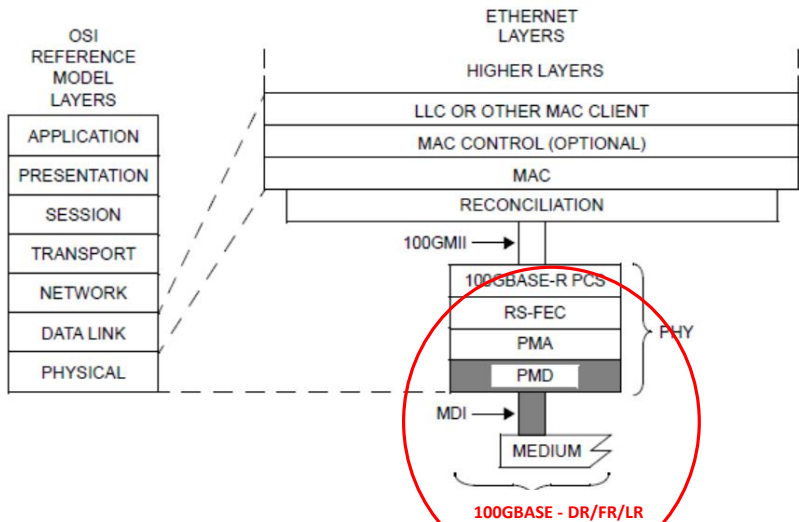 OSI
REFERENCE
MODEL
LAYERS
APPLICATION
PRESENTATION
SESSION
TRANSPORT
NETWORK
DATA LINK
PHYSICAL
ETHERNET
LAYERS
HIGHER LAYERS
LLC OR OTHER MAC CLIENT
MAC CONTROL (OPTIONAL)
MAC
RECONCILIATION
100GMII
100GBASE-R PCS
RS-FEC
PMA
PMD
PHY
MDI
MEDIUM
100GBASE - DR/FR/LR